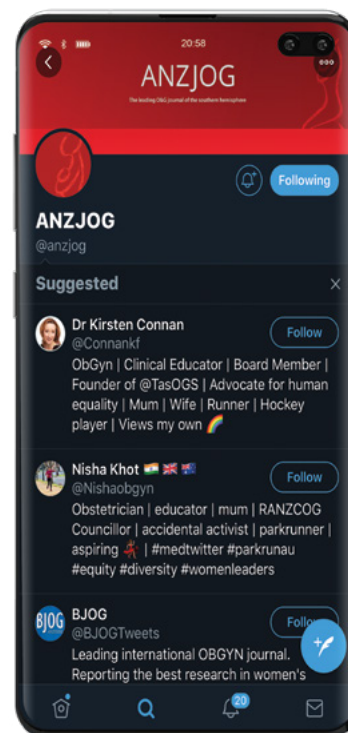 20:58
ANZJOG
The leading O&G journal of the southern hemisphere
Following
ANZJOG
@anzjog
Suggested
Dr Kirsten Connan
Follow
@Connankf
ObGyn | Clinical Educator | Board Member |
Founder of @TasOGS | Advocate for human
equality | Mum | Wife | Runner | Hockey
player | Views my own 🌈
Nisha Khot 🇮🇳 🇬🇧 🇦🇺
Follow
@Nishaobgyn
Obstetrician | educator | mum | RANZCOG
Councillor | accidental activist | parkrunner |
aspiring 💃 | #medtwitter #parkrunau
#equity #diversity #womenleaders
BJOG
BJOG
Follow
@BJOGTweets
Leading international OBGYN journal.
Reporting the best research in women's
20